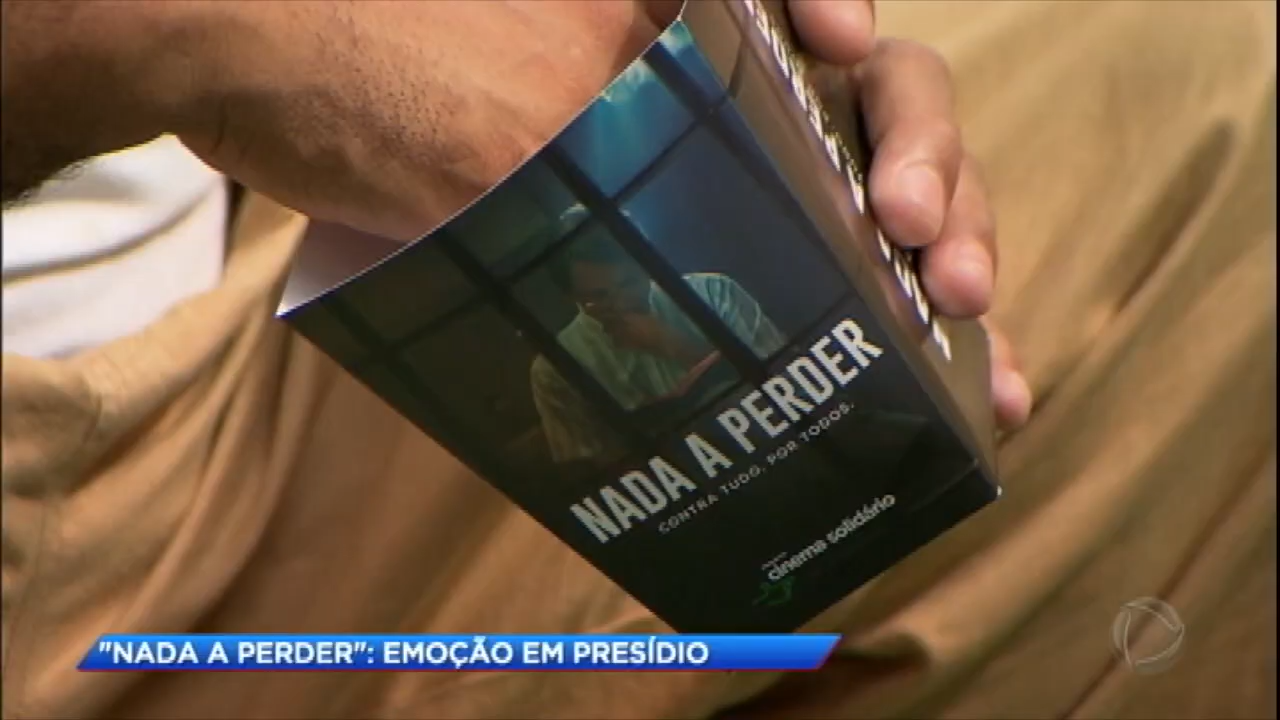 NADA A PERDER
CONTRA TUDO. POR TODOS.
cinema solidário
"NADA A PERDER": EMOÇÃO EM PRESÍDIO